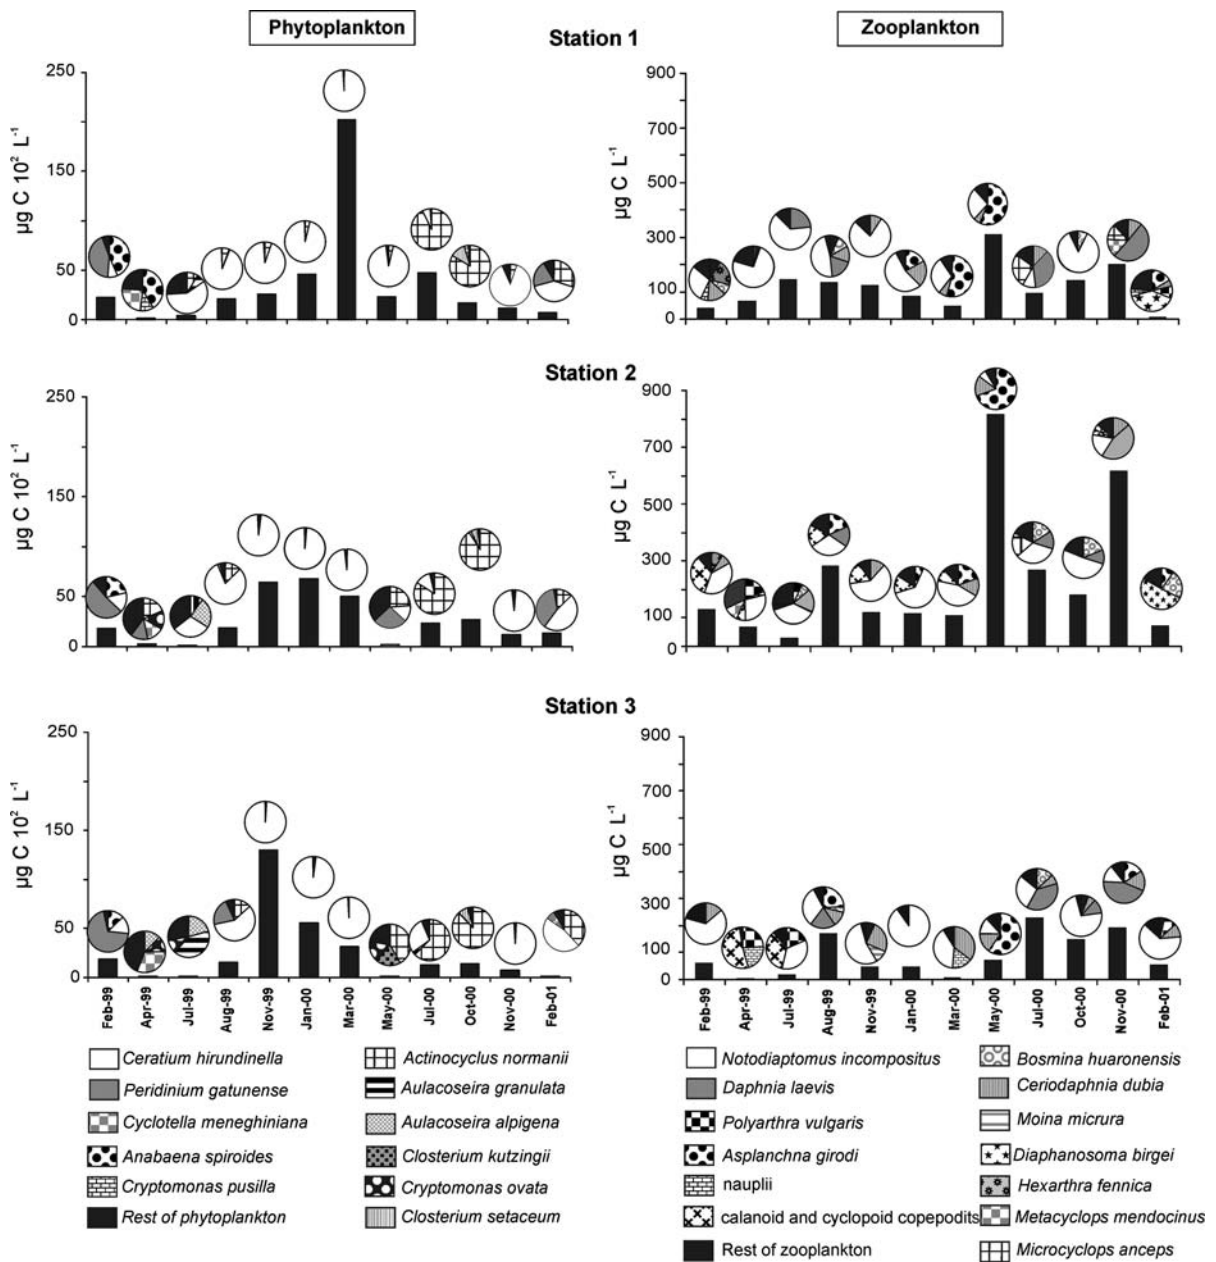 Phytoplankton
Zooplankton
Station 1
µg C 10² L⁻¹
250
150
50
0
µg C L⁻¹
900
700
500
300
100
0
Station 2
µg C 10² L⁻¹
250
150
50
0
µg C L⁻¹
900
700
500
300
100
0
Station 3
µg C 10² L⁻¹
250
150
50
0
µg C L⁻¹
900
700
500
300
100
0
Feb-99
Apr-99
Jul-99
Aug-99
Nov-99
Jan-00
Mar-00
May-00
Jul-00
Oct-00
Nov-00
Feb-01
Feb-99
Apr-99
Jul-99
Aug-99
Nov-99
Jan-00
Mar-00
May-00
Jul-00
Oct-00
Nov-00
Feb-01
Ceratium hirundinella
Peridinium gatunense
Cyclotella meneghiniana
Anabaena spiroides
Cryptomonas pusilla
Rest of phytoplankton
Actinocyclus normanii
Aulacoseira granulata
Aulacoseira alpigena
Closterium kutzingii
Cryptomonas ovata
Closterium setaceum
Notodiaptomus incompositus
Daphnia laevis
Polyarthra vulgaris
Asplanchna girodi
nauplii
calanoid and cyclopoid copepodits
Rest of zooplankton
Bosmina huaronensis
Ceriodaphnia dubia
Moina micrura
Diaphanosoma birgei
Hexarthra fennica
Metacyclops mendocinus
Microcyclops anceps